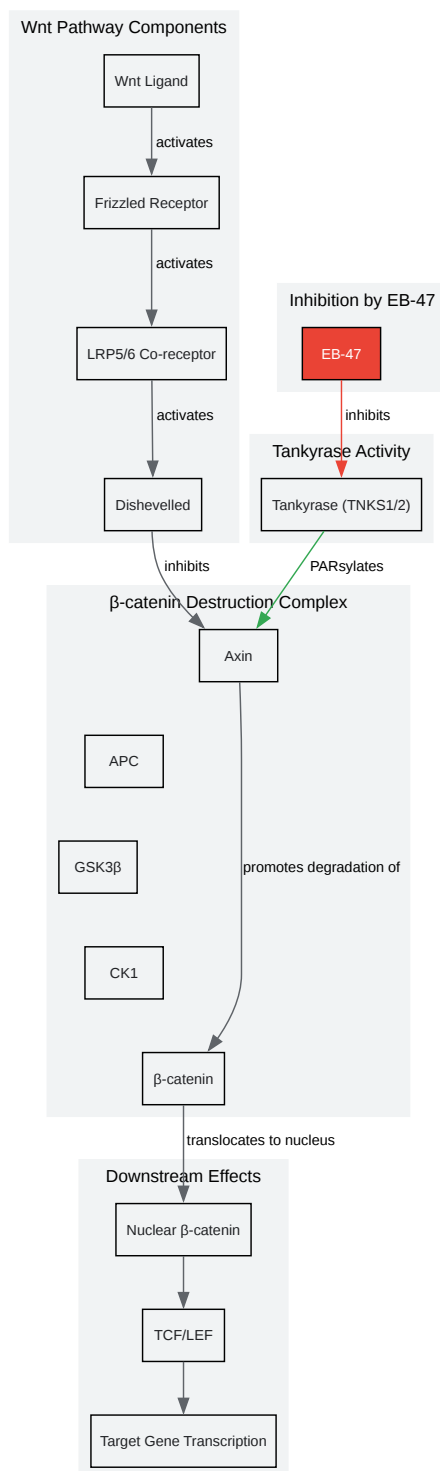 Wnt Pathway Components
Wnt Ligand
activates
Frizzled Receptor
activates
Inhibition by EB-47
LRP5/6 Co-receptor
EB-47
activates
inhibits
Tankyrase Activity
Dishevelled
Tankyrase (TNKS1/2)
inhibits
PARsylates
β-catenin Destruction Complex
Axin
APC
GSK3β
promotes degradation of
CK1
β-catenin
translocates to nucleus
Downstream Effects
Nuclear β-catenin
TCF/LEF
Target Gene Transcription